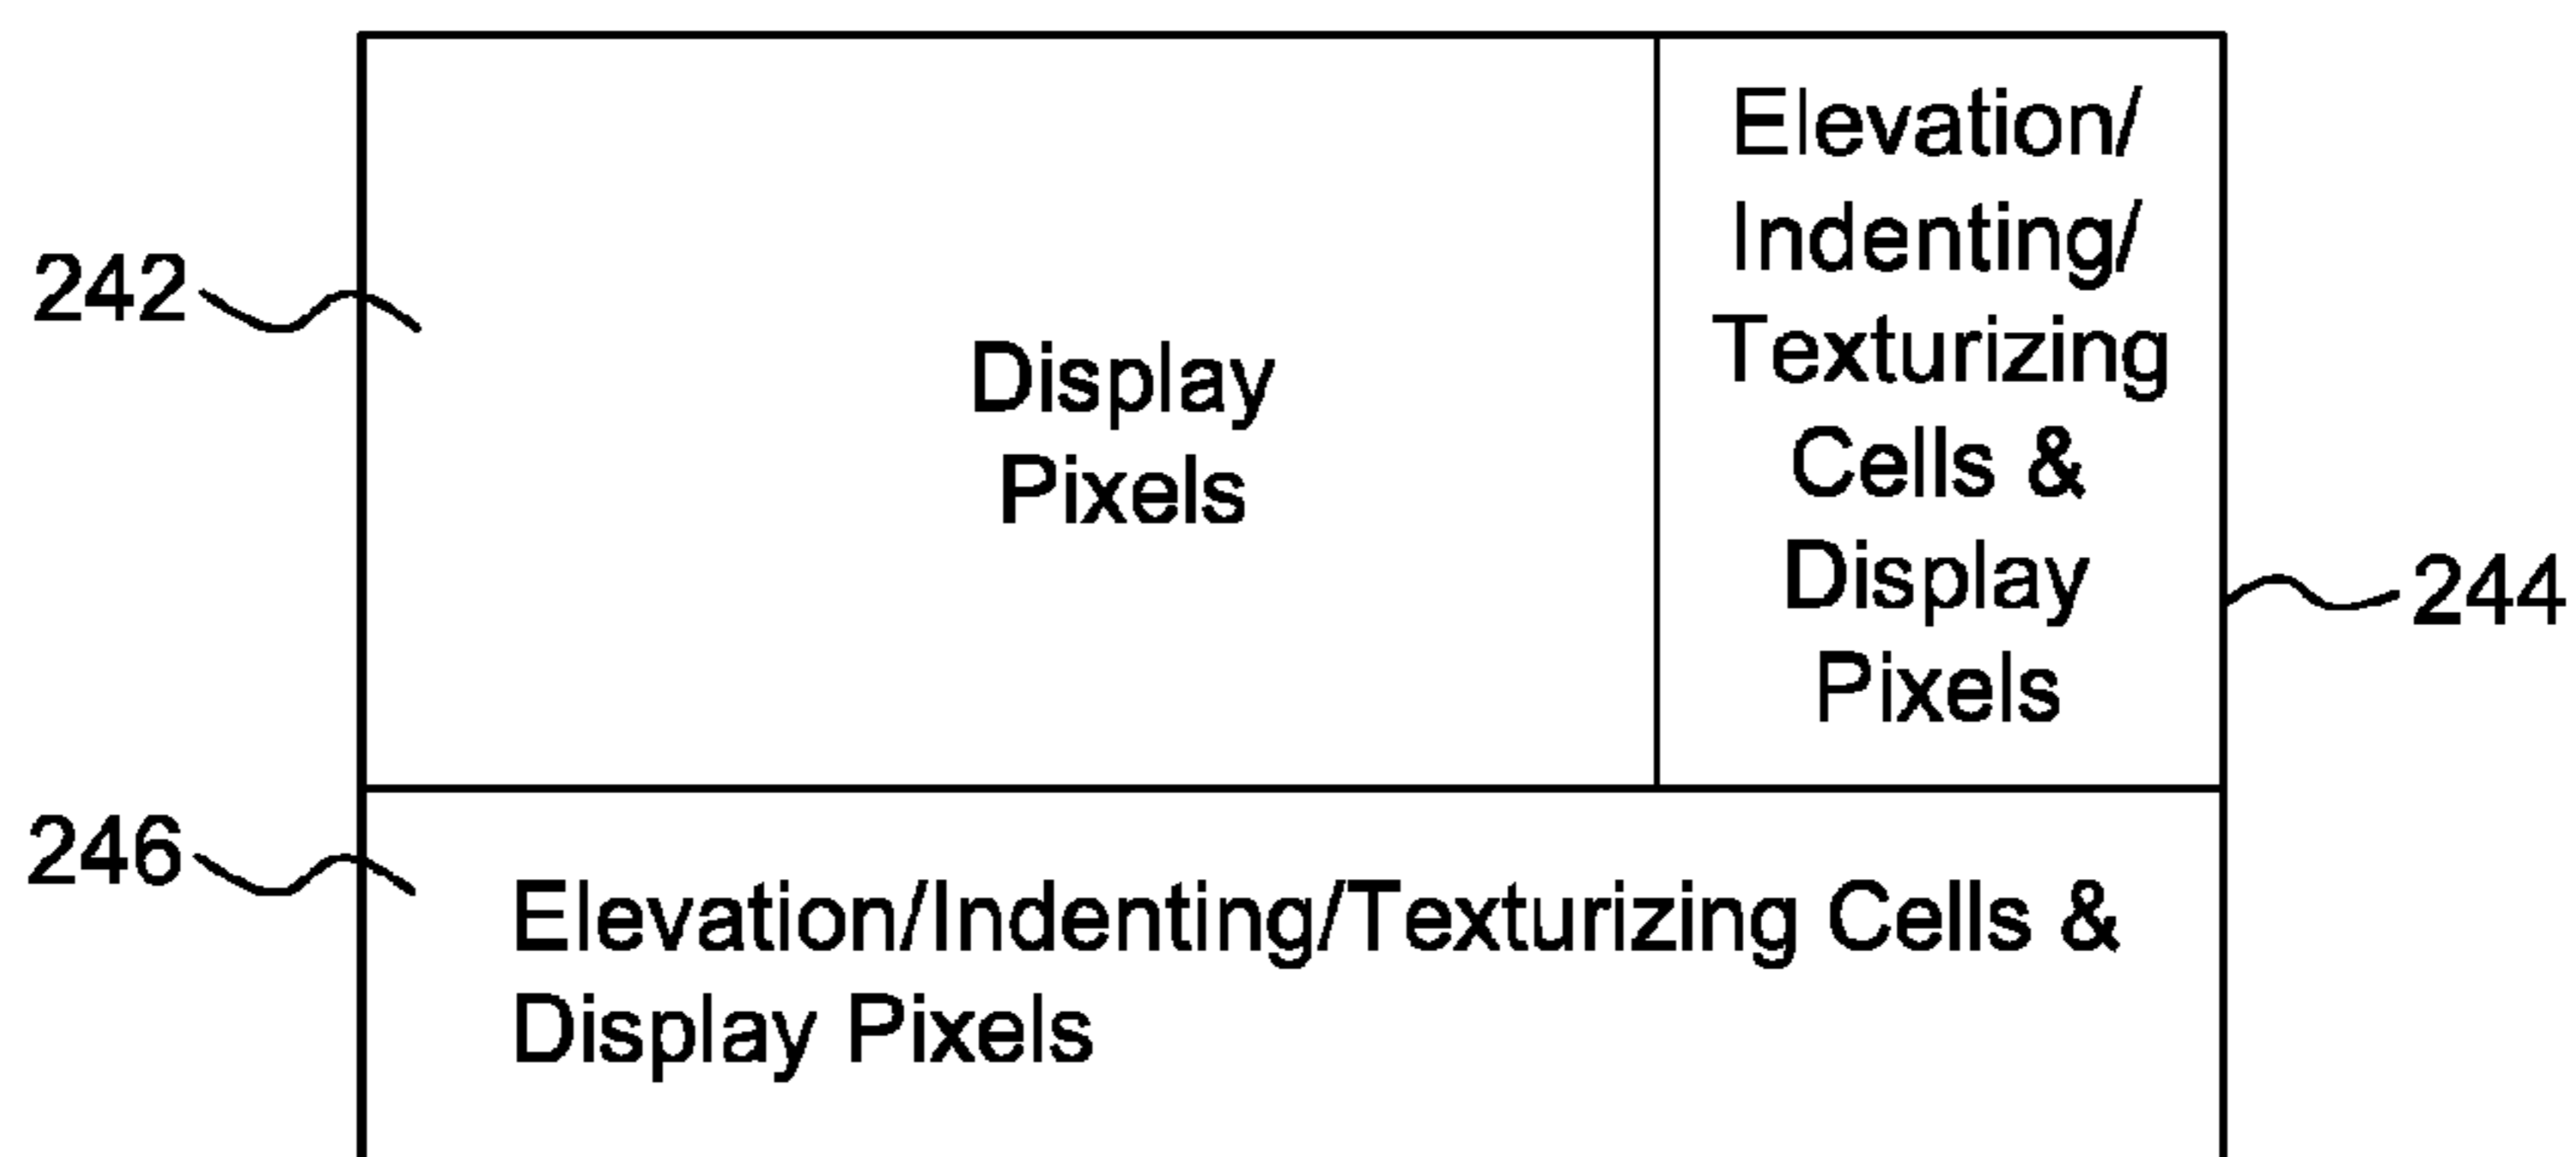 242
Display
Pixels
Elevation/
Indenting/
Texturizing
Cells &
Display
Pixels
244
246
Elevation/Indenting/Texturizing Cells &
Display Pixels